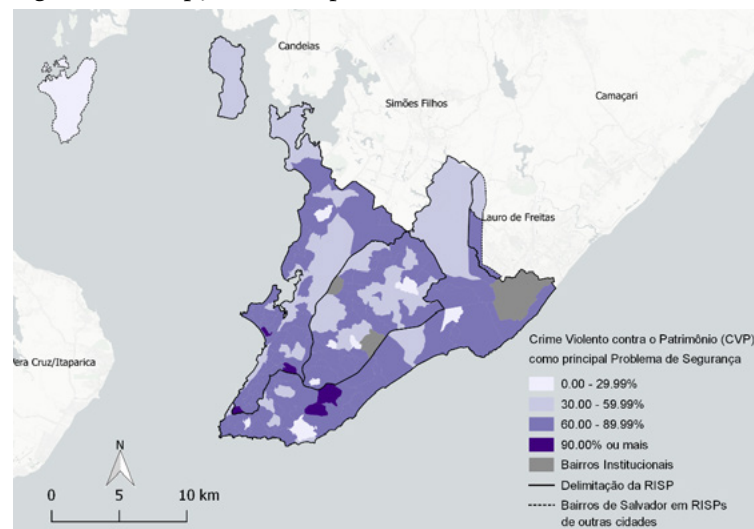 Candeias
Simões Filhos
Camaçari
Lauro de Freitas
Vera Cruz/Itaparica
Crime Violento contra o Patrimônio (CVP)
como principal Problema de Segurança
0.00 - 29.99%
30.00 - 59.99%
60.00 - 89.99%
90.00% ou mais
Bairros Institucionais
Delimitação da RISP
Bairros de Salvador em RISPs
de outras cidades
N
0 5 10 km